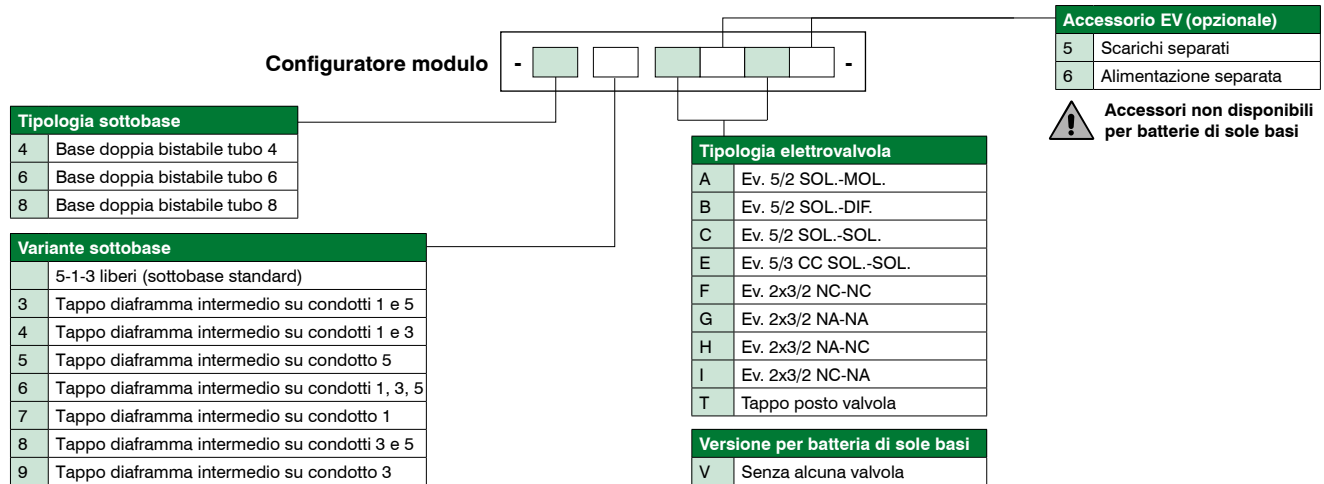 Configuratore modulo - -
Accessorio EV (opzionale)
5 Scarichi separati
6 Alimentazione separata
Accessori non disponibili
per batterie di sole basi
Tipologia sottobase
4 Base doppia bistabile tubo 4
6 Base doppia bistabile tubo 6
8 Base doppia bistabile tubo 8
Variante sottobase
5-1-3 liberi (sottobase standard)
3 Tappo diaframma intermedio su condotti 1 e 5
4 Tappo diaframma intermedio su condotti 1 e 3
5 Tappo diaframma intermedio su condotto 5
6 Tappo diaframma intermedio su condotti 1, 3, 5
7 Tappo diaframma intermedio su condotto 1
8 Tappo diaframma intermedio su condotti 3 e 5
9 Tappo diaframma intermedio su condotto 3
Tipologia elettrovalvola
A Ev. 5/2 SOL.-MOL.
B Ev. 5/2 SOL.-DIF.
C Ev. 5/2 SOL.-SOL.
E Ev. 5/3 CC SOL.-SOL.
F Ev. 2x3/2 NC-NC
G Ev. 2x3/2 NA-NA
H Ev. 2x3/2 NA-NC
I Ev. 2x3/2 NC-NA
T Tappo posto valvola
Versione per batteria di sole basi
V Senza alcuna valvola